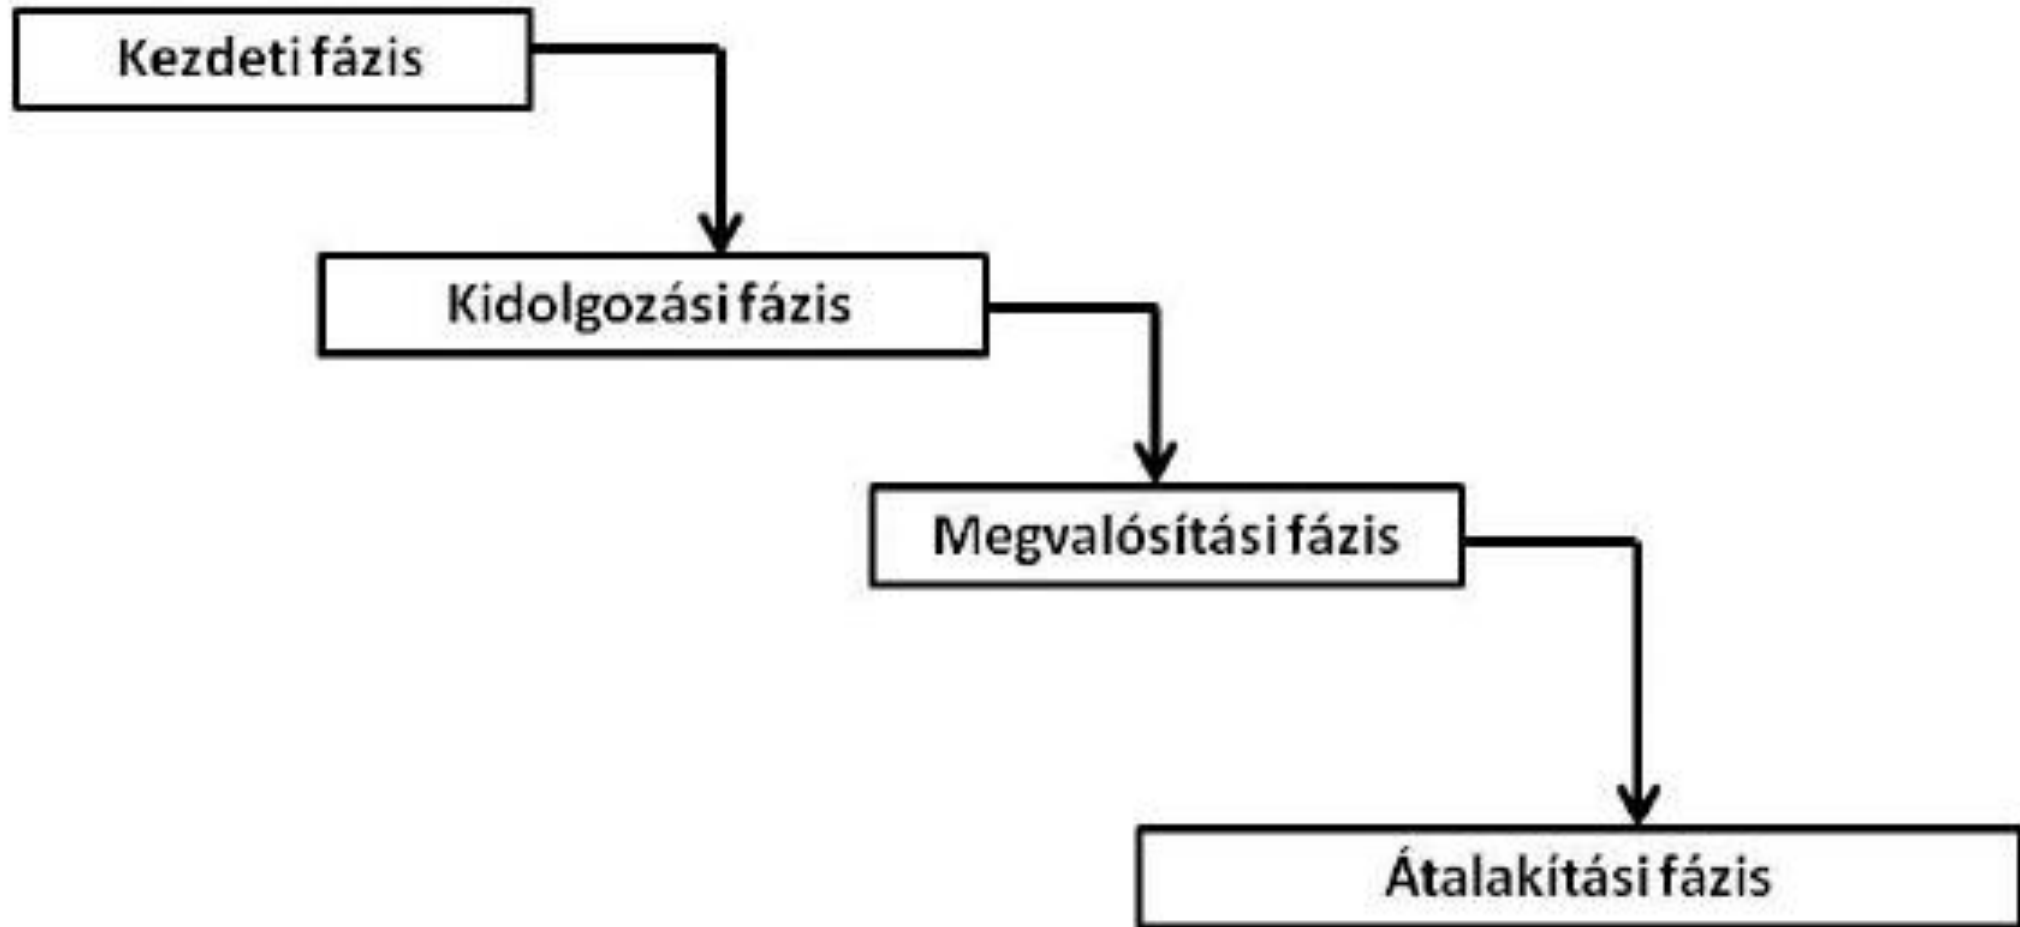 Kezdeti fázis
Kidolgozási fázis
Megvalósítási fázis
Átalakítási fázis